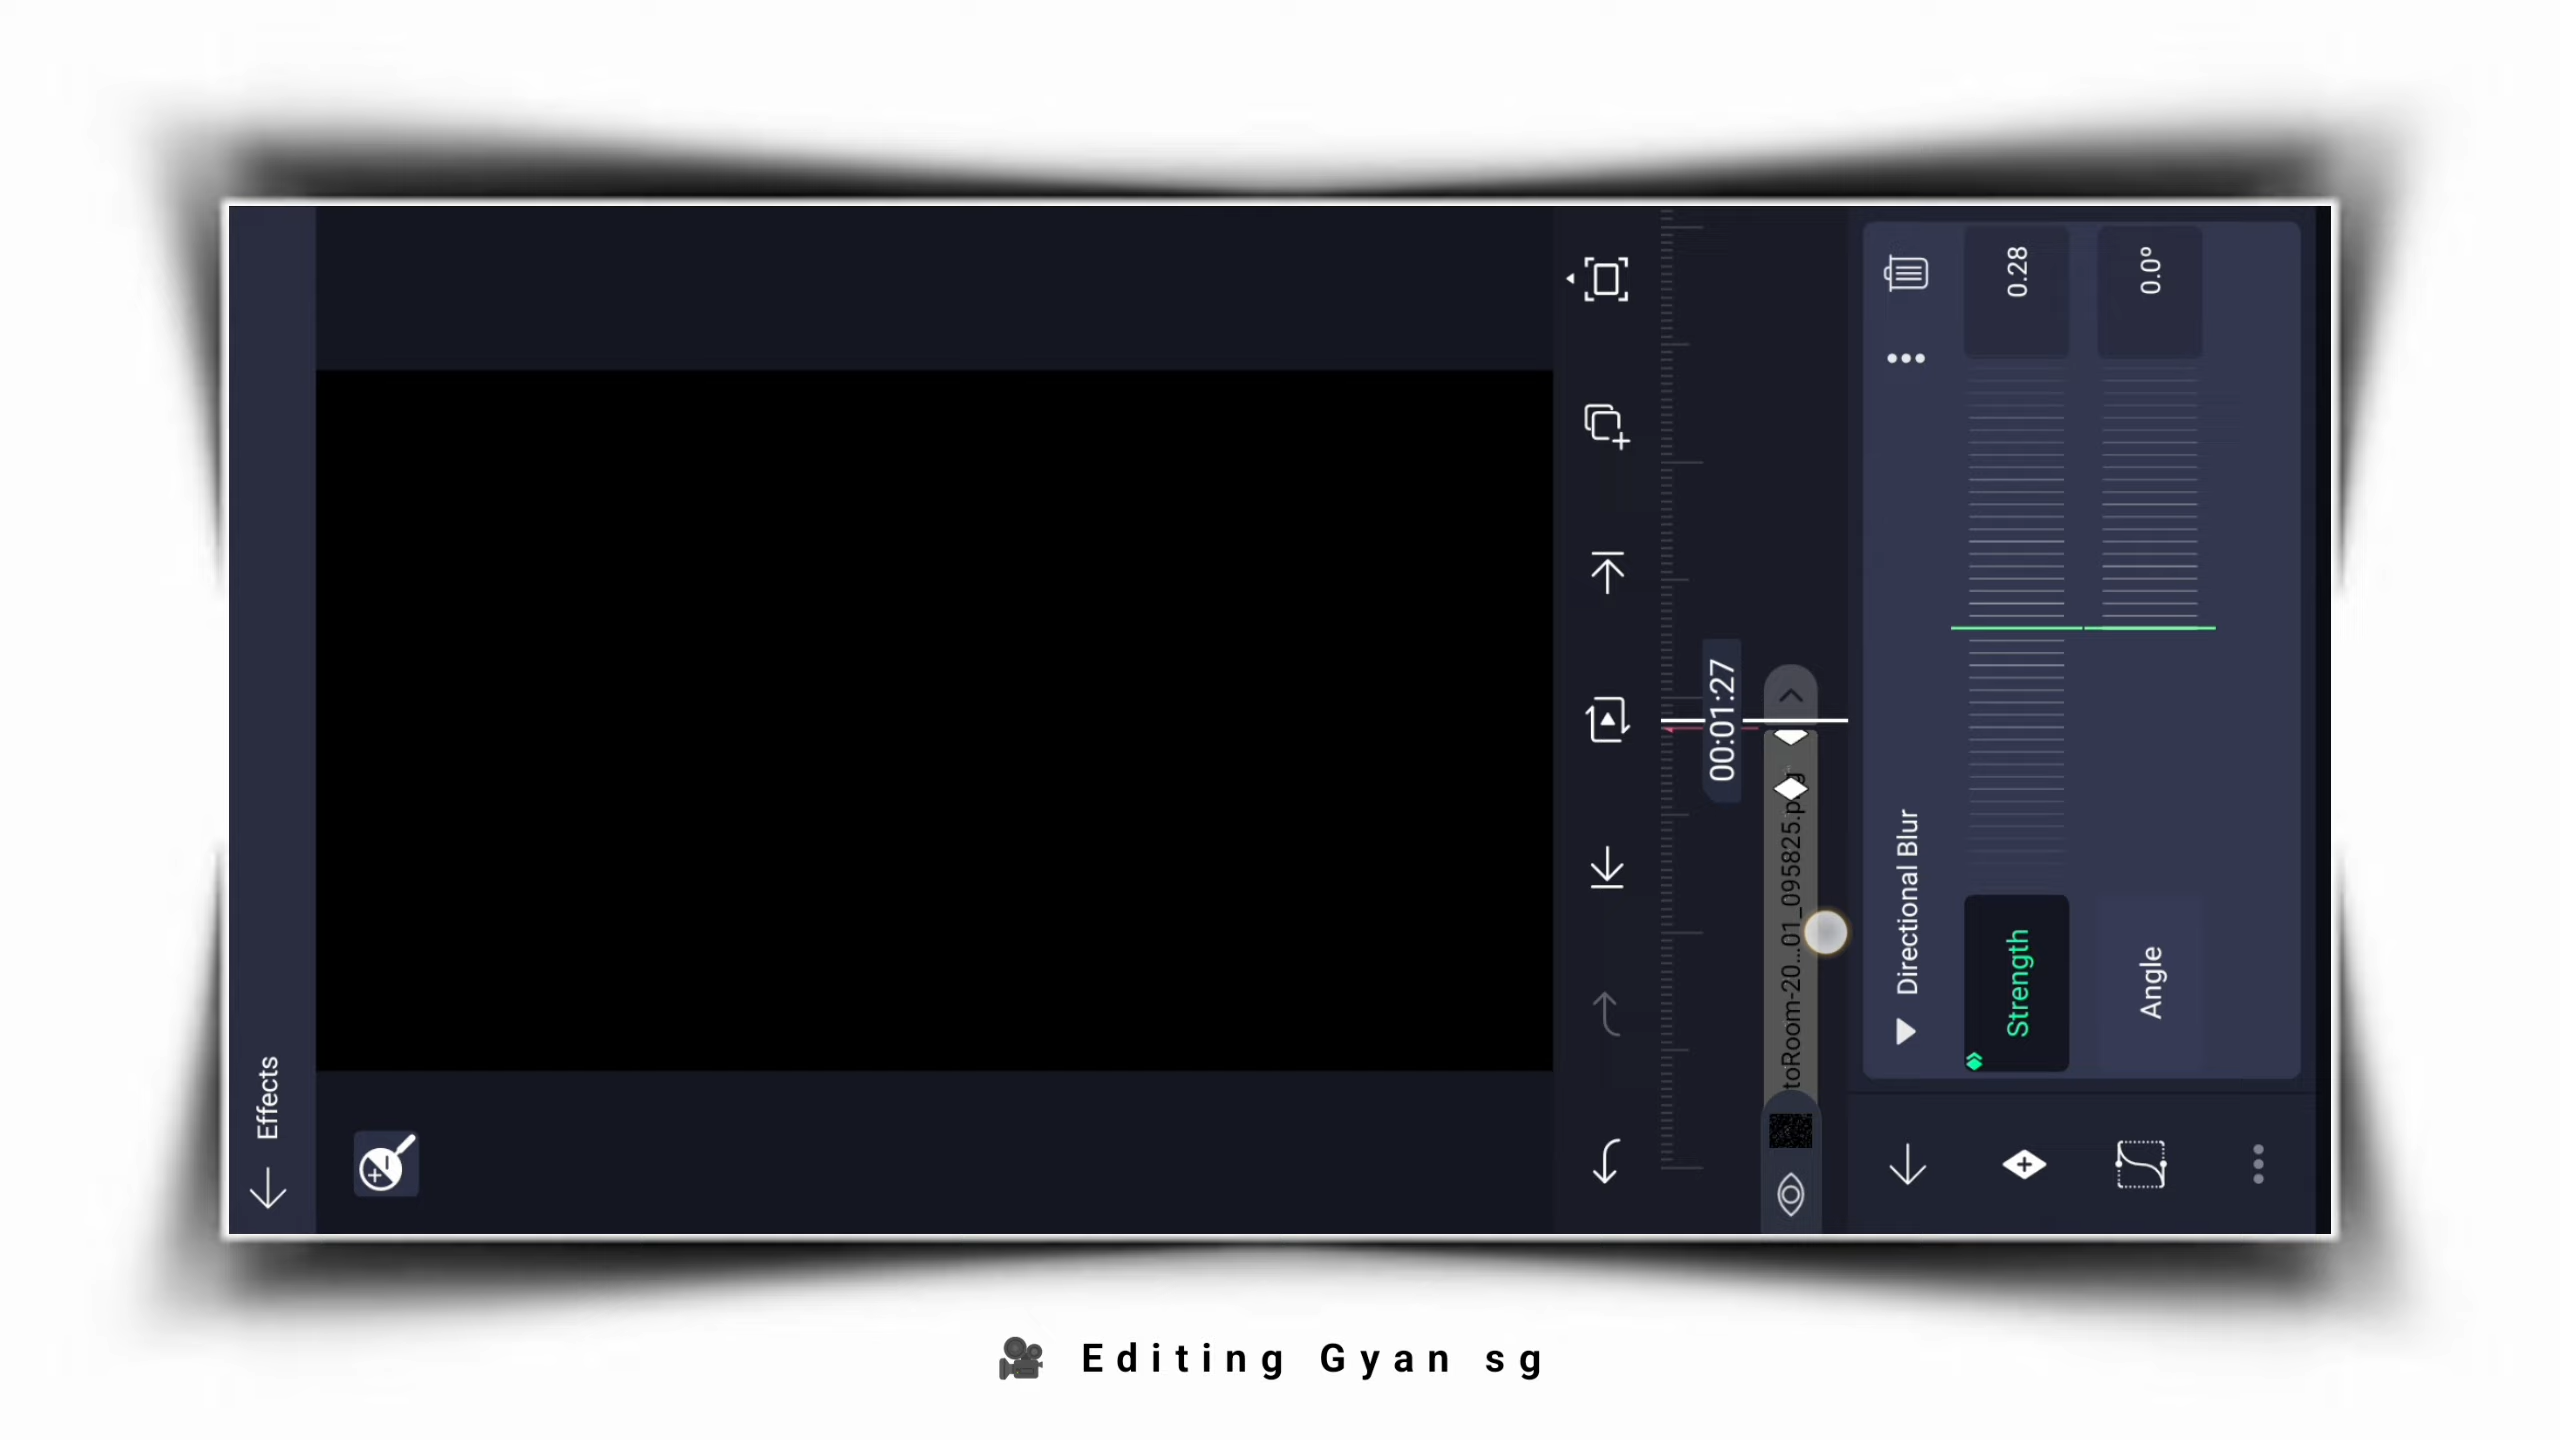 Effects
00:01:27
toRoom-20...01_095825.p
Directional Blur
Strength
0.28
Angle
0.0°
Editing Gyan sg